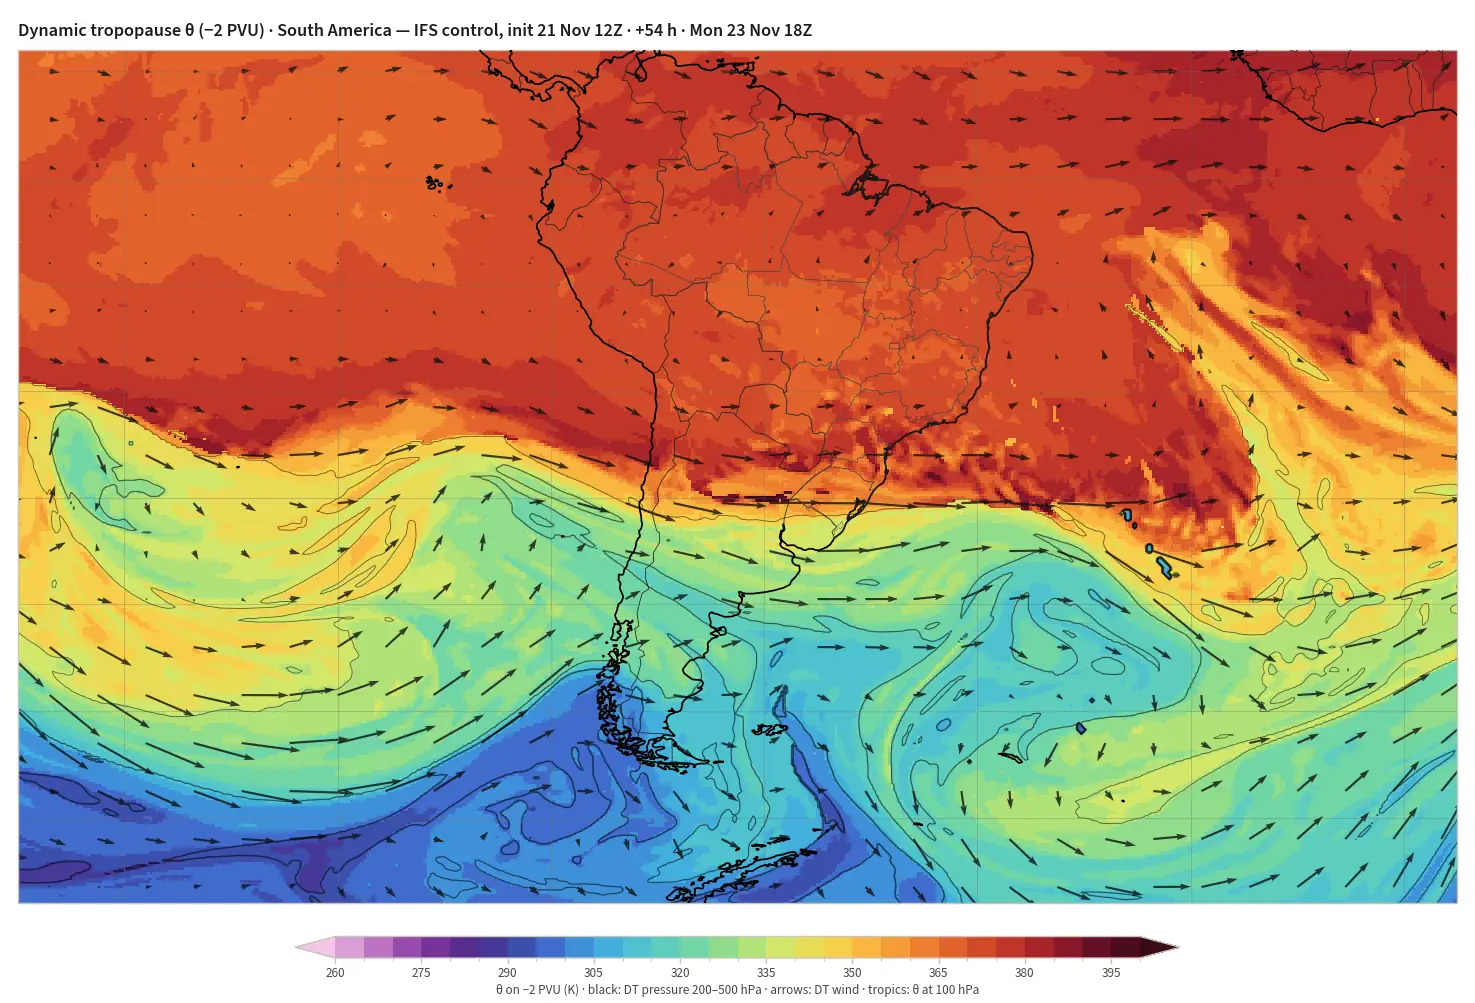 Dynamic tropopause θ (−2 PVU) · South America — IFS control, init 21 Nov 12Z · +54 h · Mon 23 Nov 18Z
260 275 290 305 320 335 350 365 380 395
θ on −2 PVU (K) · black: DT pressure 200–500 hPa · arrows: DT wind · tropics: θ at 100 hPa